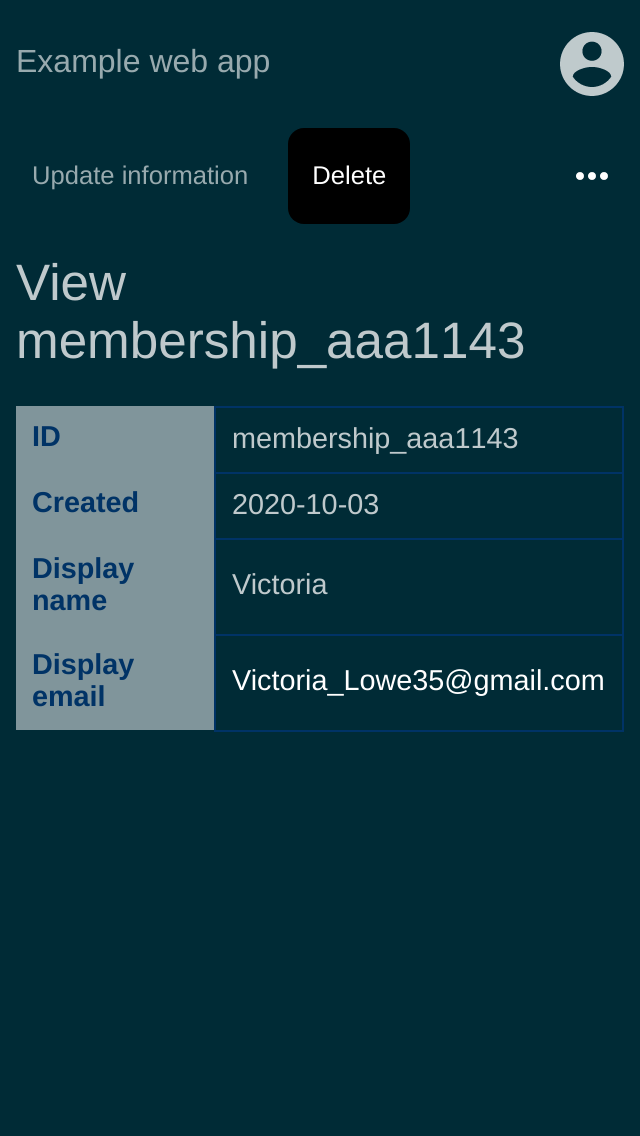 Example web app
Update information
Delete
View
membership_aaa1143
ID
membership_aaa1143
Created
2020-10-03
Display
name
Victoria
Display
email
Victoria_Lowe35@gmail.com